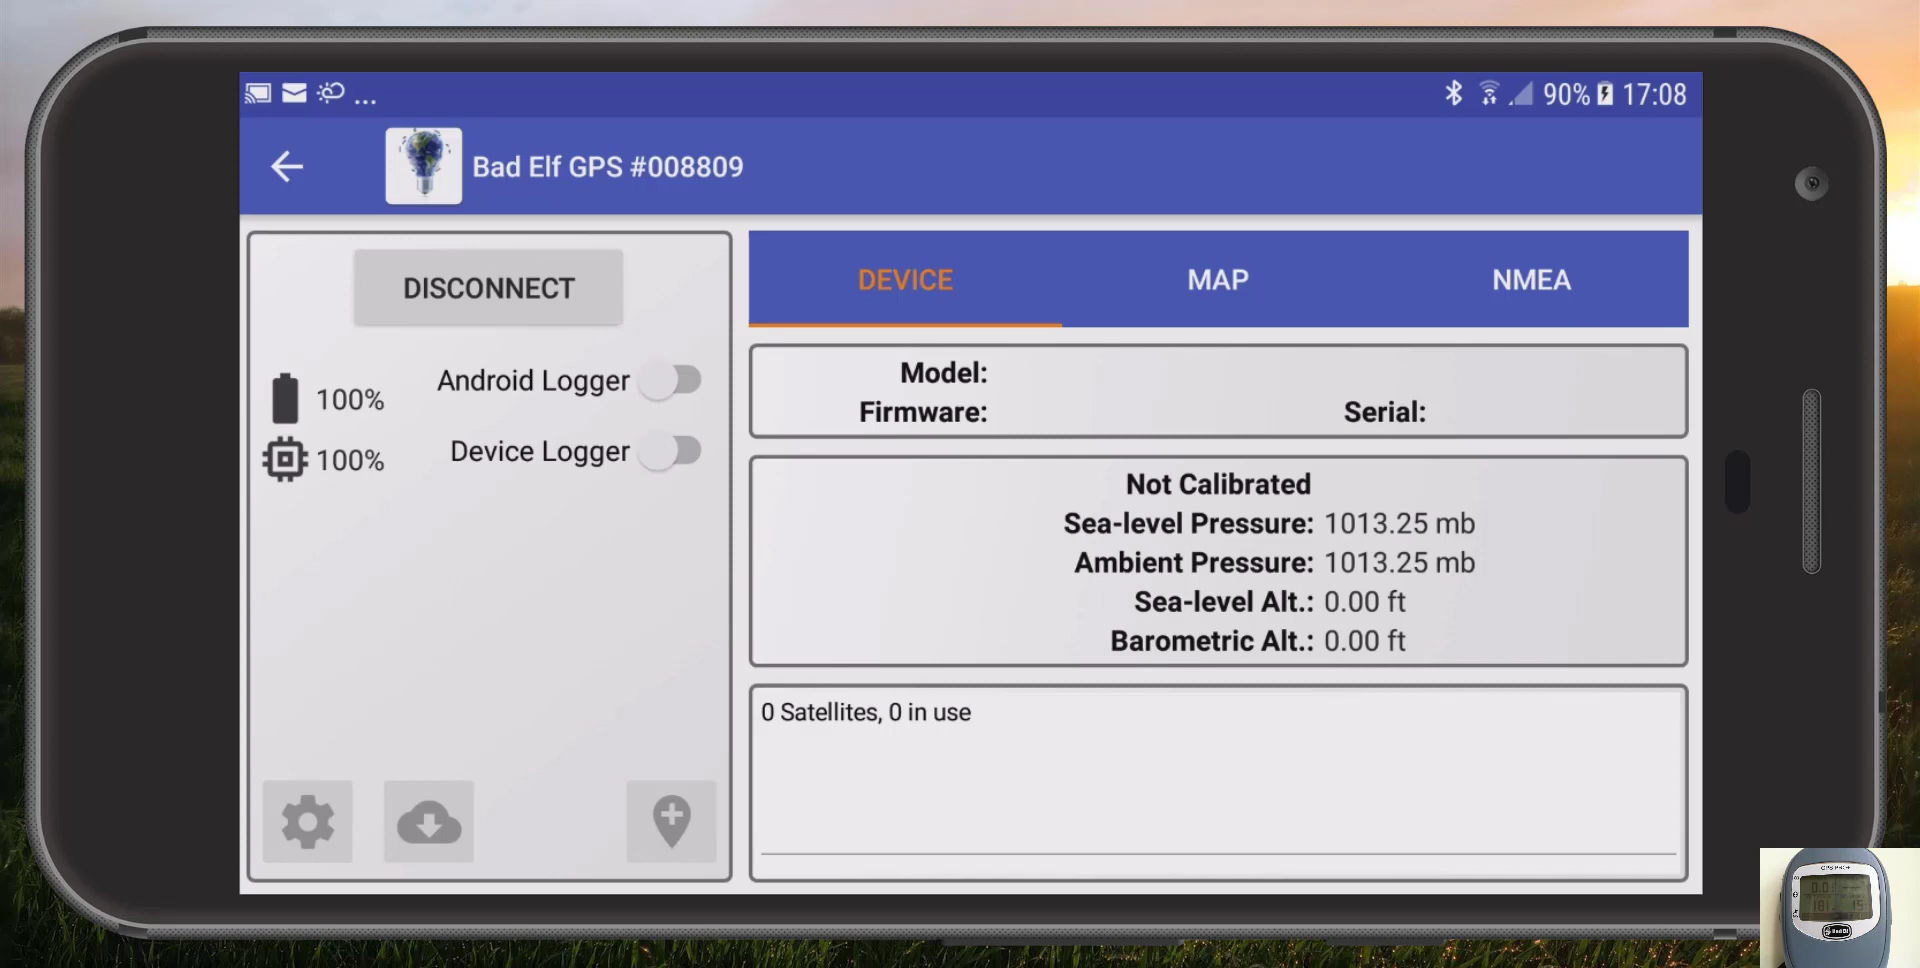 ... 90% 17:08
Bad Elf GPS #008809
DISCONNECT
100% Android Logger
100% Device Logger
DEVICE MAP NMEA
Model:
Firmware: Serial:
Not Calibrated
Sea-level Pressure: 1013.25 mb
Ambient Pressure: 1013.25 mb
Sea-level Alt.: 0.00 ft
Barometric Alt.: 0.00 ft
0 Satellites, 0 in use